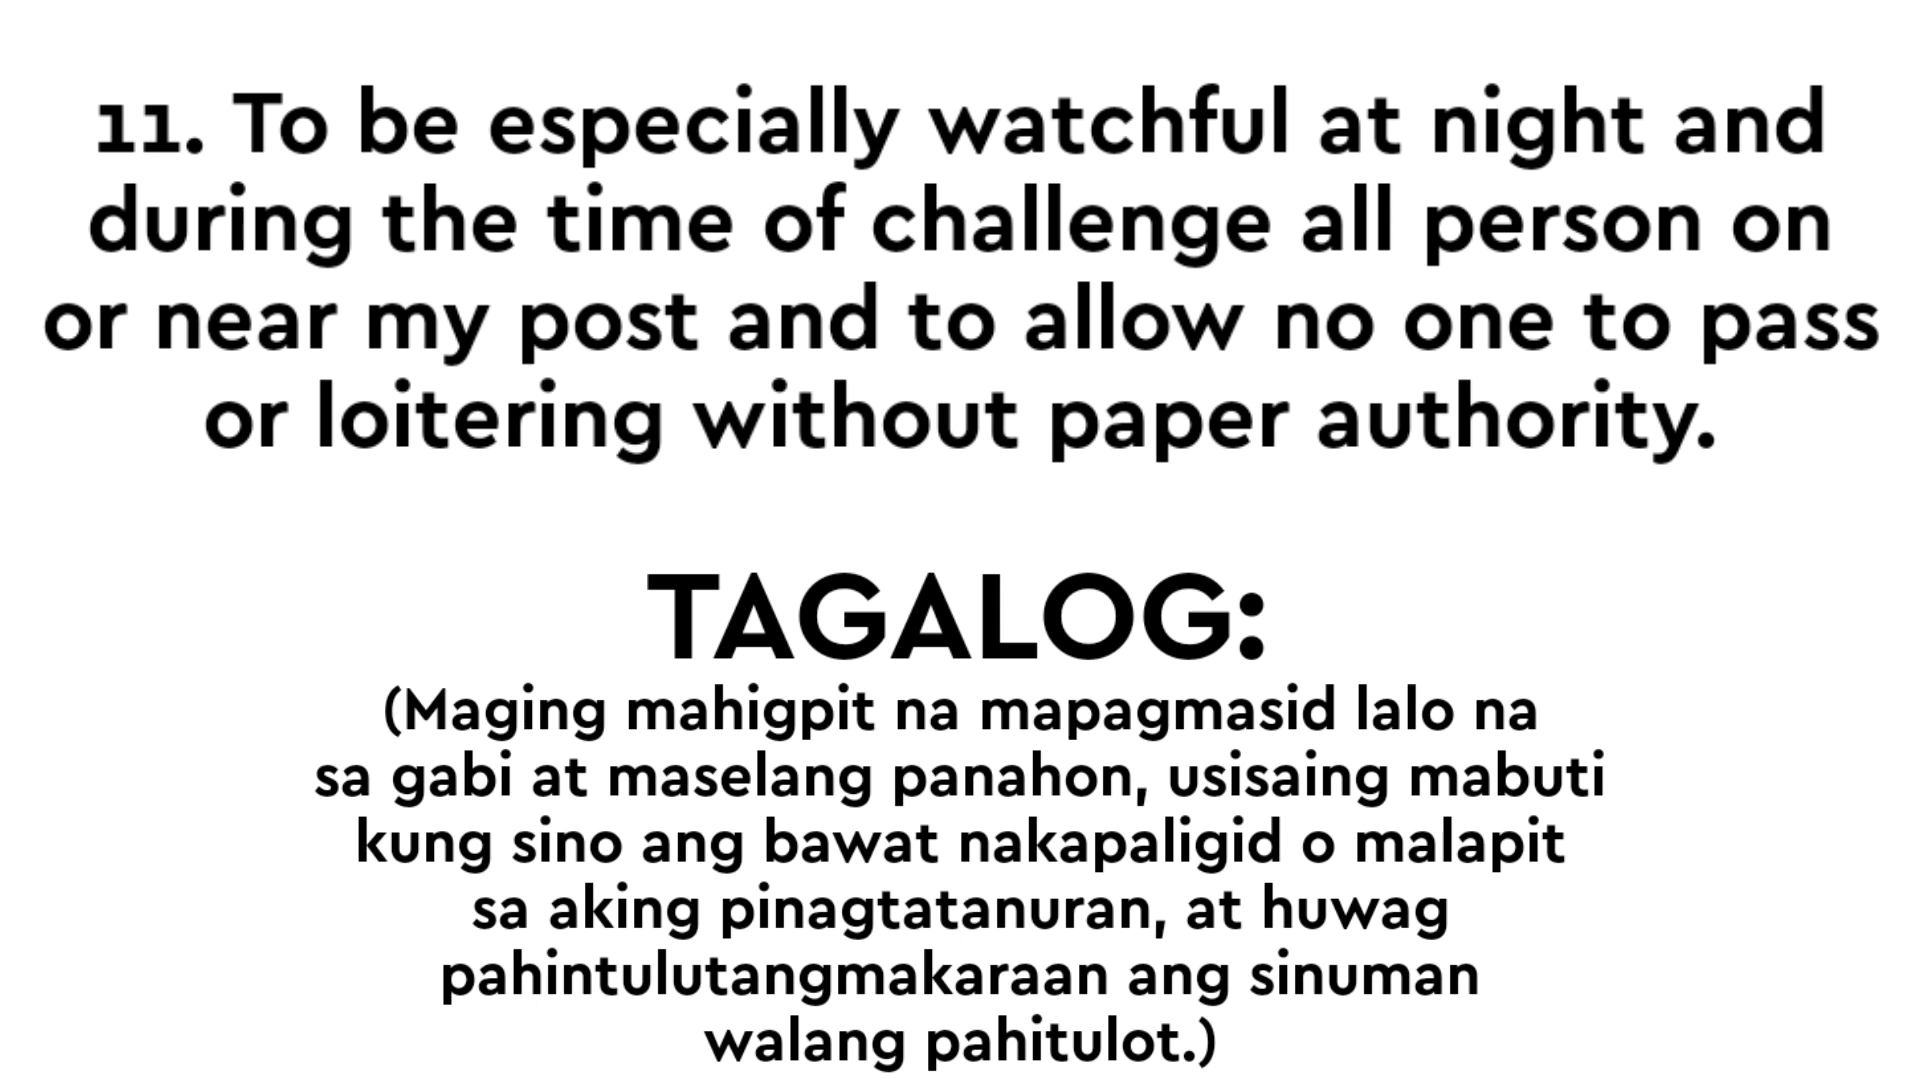 11. To be especially watchful at night and
during the time of challenge all person on
or near my post and to allow no one to pass
or loitering without paper authority.
TAGALOG:
(Maging mahigpit na mapagmasid lalo na
sa gabi at maselang panahon, usisaing mabuti
kung sino ang bawat nakapaligid o malapit
sa aking pinagtatanuran, at huwag
pahintulutangmakaraan ang sinuman
walang pahitulot.)